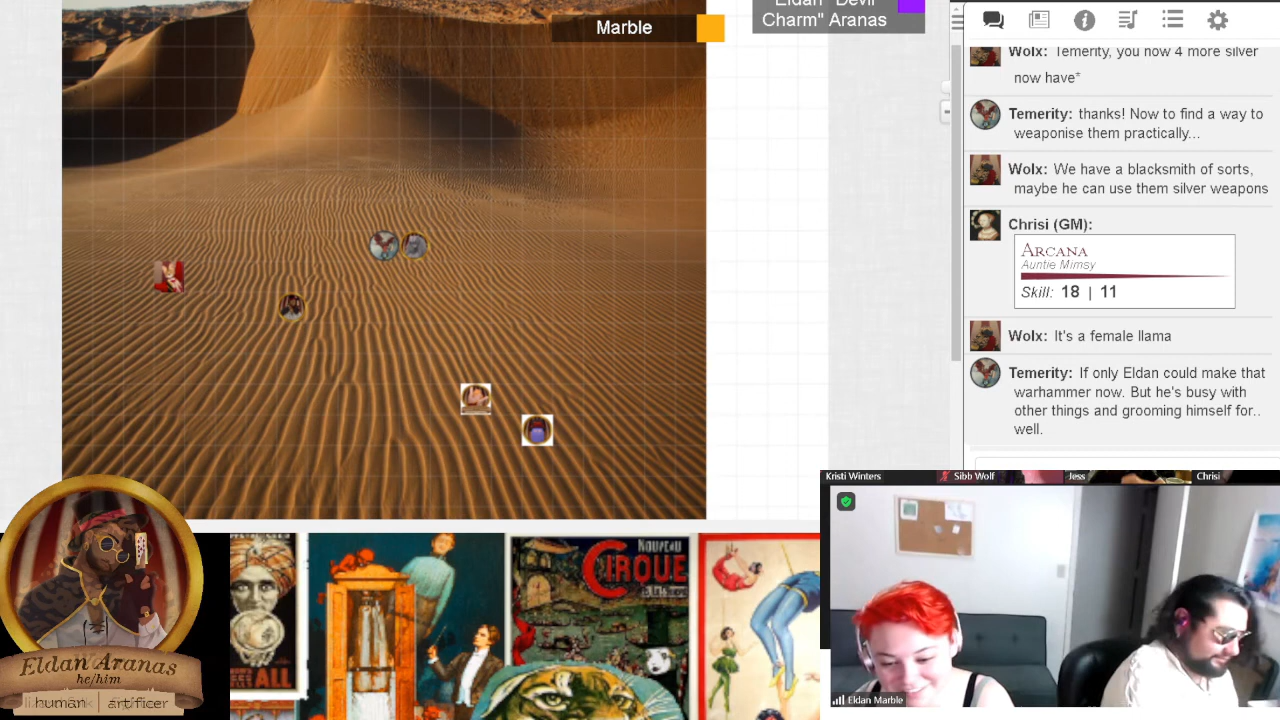 Eldan "Devil
Charm" Aranas
Marble
Wolx: Temerity, you now 4 more silver
now have*
Temerity: thanks! Now to find a way to
weaponise them practically...
Wolx: We have a blacksmith of sorts,
maybe he can use them silver weapons
Chrisi (GM):
Arcana
Auntie Mimsy
Skill: 18 | 11
Wolx: It's a female llama
Temerity: If only Eldan could make that
warhammer now. But he's busy with
other things and grooming himself for..
well.
Kristi Winters
Sibb Wolf
Jess
Chrisi
Eldan Marble
NOUVEAU
CIRQUE
ALL
Eldan Aranas
he/him
human | artificer